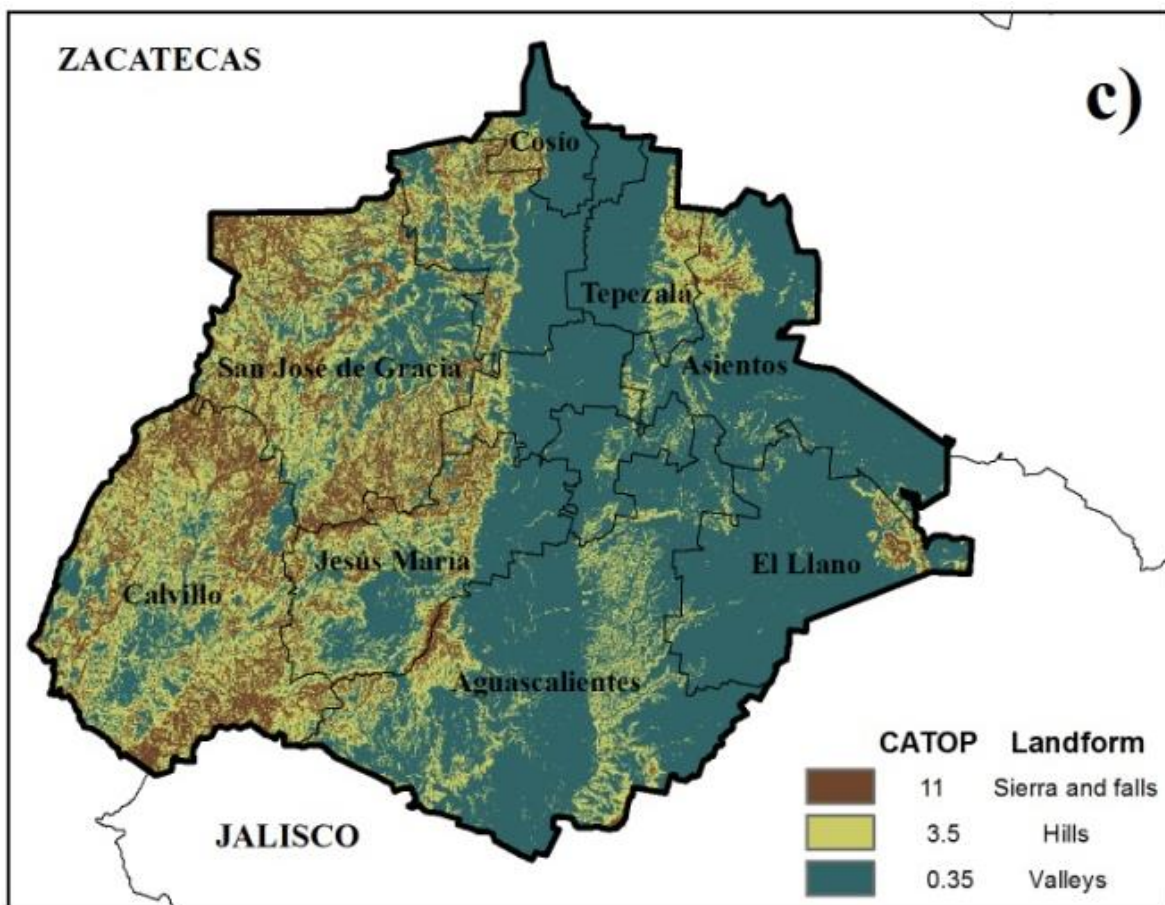 ZACATECAS
c)
Cosío
Tepezalá
San José de Gracia
Asientos
Jesús María
El Llano
Calvillo
Aguascalientes
JALISCO
CATOP Landform
11 Sierra and falls
3.5 Hills
0.35 Valleys